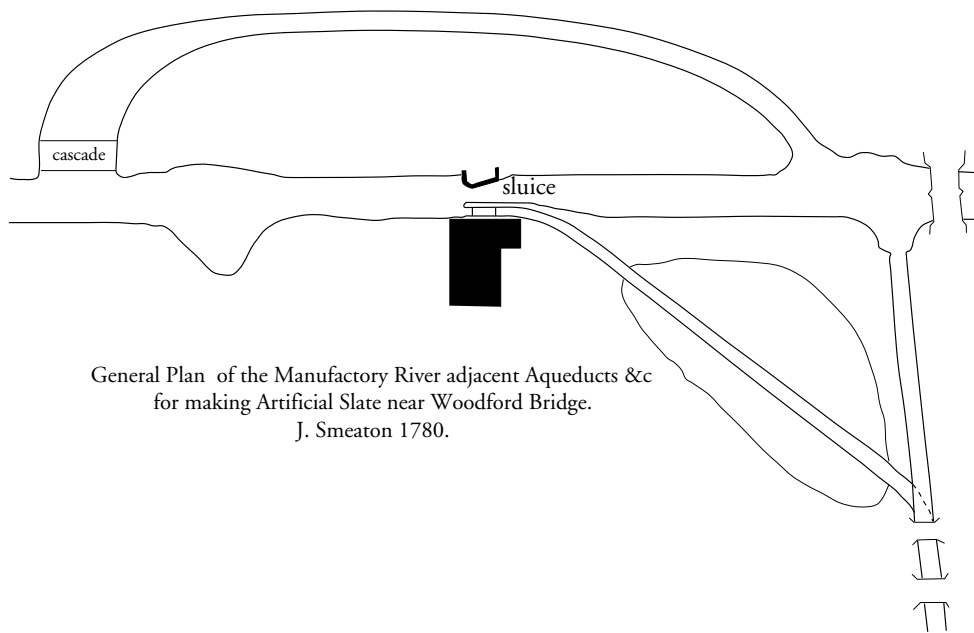 cascade
sluice
General Plan of the Manufactory River adjacent Aqueducts &c
for making Artificial Slate near Woodford Bridge.
J. Smeaton 1780.